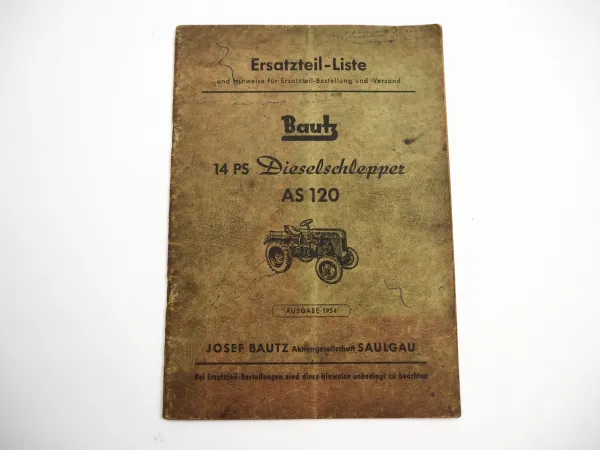 Ersatzteil-Liste
und Hinweise für Ersatzteil-Bestellung und Versand
Bautz
14 PS Dieselschlepper
AS 120
AUSGABE 1954
JOSEF BAUTZ Aktiengesellschaft SAULGAU
Bei Ersatzteil-Bestellungen sind diese Hinweise unbedingt zu beachten